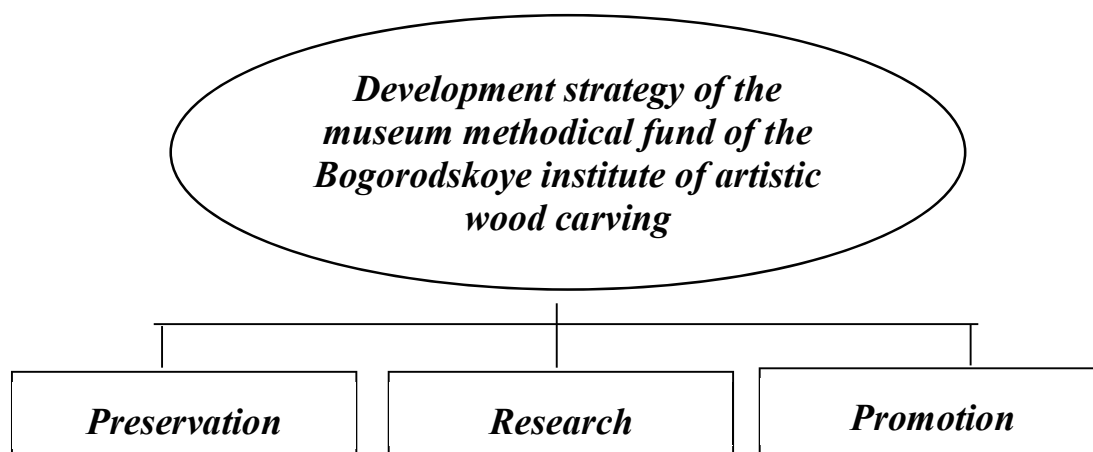 Development strategy of the
museum methodical fund of the
Bogorodskoye institute of artistic
wood carving
Preservation
Research
Promotion